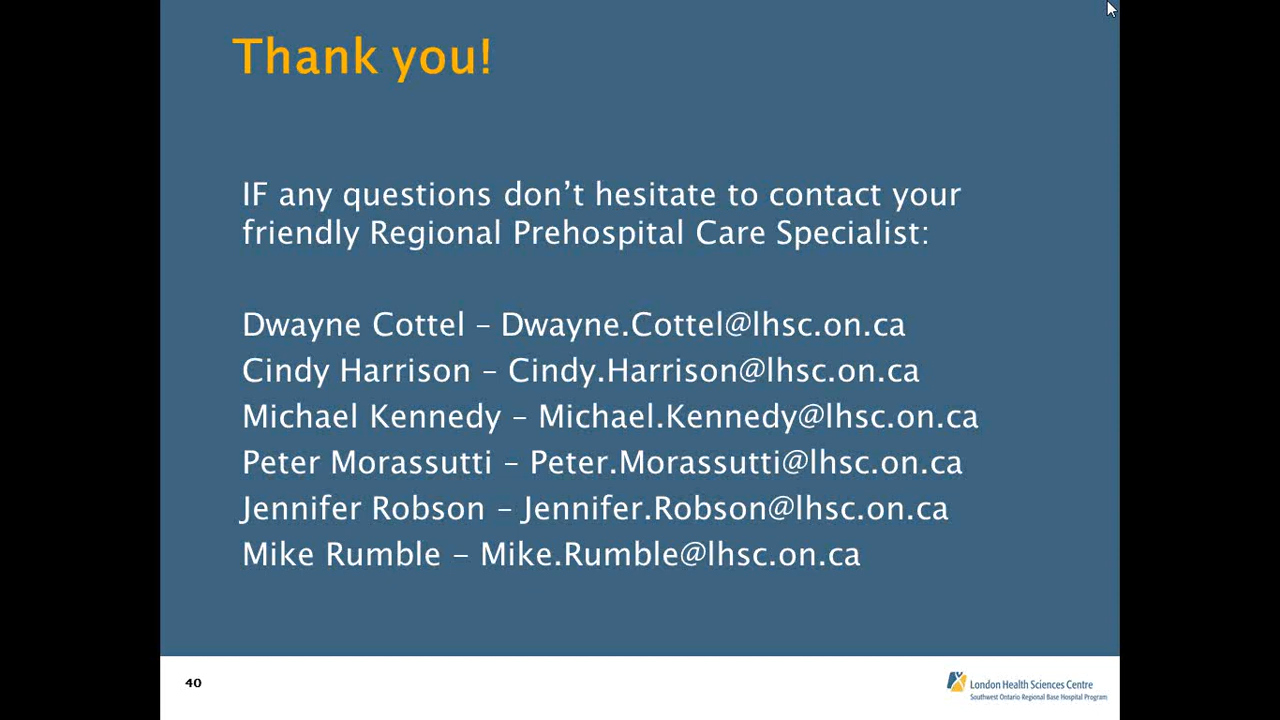 Thank you!
IF any questions don’t hesitate to contact your
friendly Regional Prehospital Care Specialist:
Dwayne Cottel – Dwayne.Cottel@lhsc.on.ca
Cindy Harrison – Cindy.Harrison@lhsc.on.ca
Michael Kennedy – Michael.Kennedy@lhsc.on.ca
Peter Morassutti – Peter.Morassutti@lhsc.on.ca
Jennifer Robson – Jennifer.Robson@lhsc.on.ca
Mike Rumble – Mike.Rumble@lhsc.on.ca
40
London Health Sciences Centre
Southwest Ontario Regional Base Hospital Program